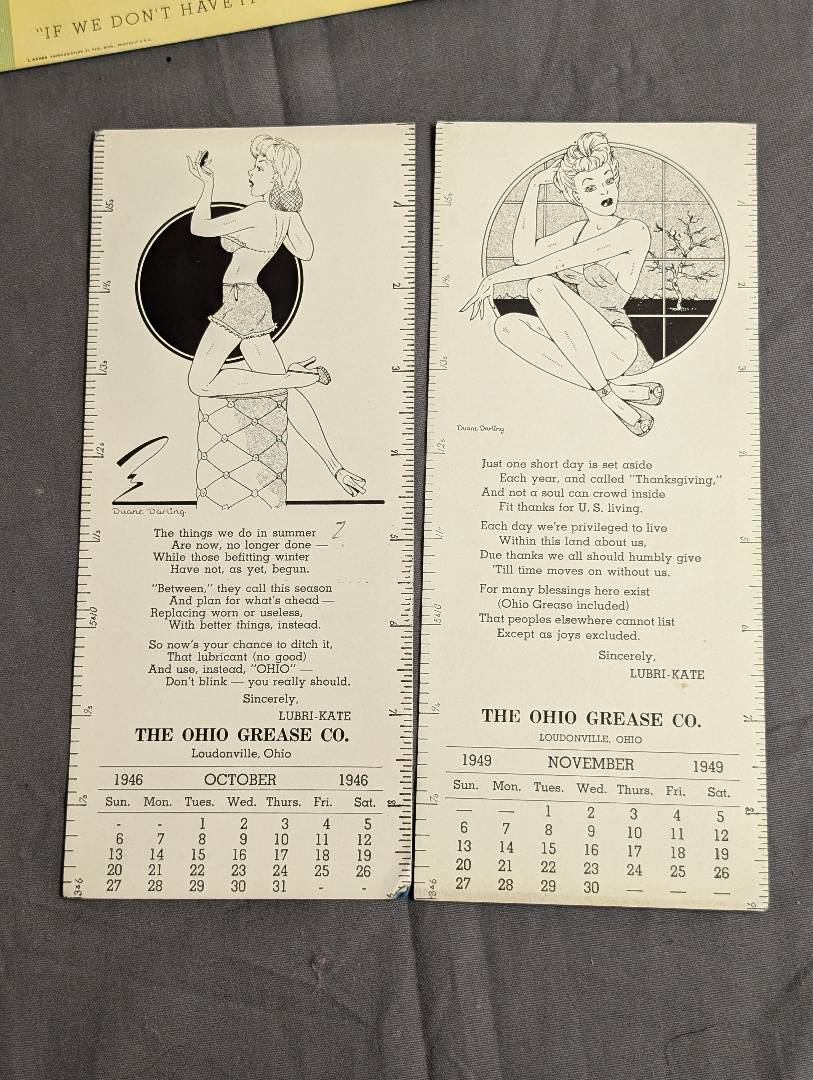 "IF WE DON'T HAVE I
Duane Darling
The things we do in summer
Are now, no longer done —
While those befitting winter
Have not, as yet, begun.
"Between," they call this season
And plan for what's ahead —
Replacing worn or useless,
With better things, instead.
So now's your chance to ditch it,
That lubricant (no good)
And use, instead, "OHIO" —
Don't blink — you really should.
Sincerely,
LUBRI-KATE
THE OHIO GREASE CO.
Loudonville, Ohio
1946 OCTOBER 1946
Sun. Mon. Tues. Wed. Thurs. Fri. Sat.
- - 1 2 3 4 5
6 7 8 9 10 11 12
13 14 15 16 17 18 19
20 21 22 23 24 25 26
27 28 29 30 31 - -
Duane Darling
Just one short day is set aside
Each year, and called "Thanksgiving,"
And not a soul can crowd inside
Fit thanks for U. S. living.
Each day we're privileged to live
Within this land about us,
Due thanks we all should humbly give
'Till time moves on without us.
For many blessings here exist
(Ohio Grease included)
That peoples elsewhere cannot list
Except as joys excluded.
Sincerely,
LUBRI-KATE
THE OHIO GREASE CO.
LOUDONVILLE, OHIO
1949 NOVEMBER 1949
Sun. Mon. Tues. Wed. Thurs. Fri. Sat.
— — 1 2 3 4 5
6 7 8 9 10 11 12
13 14 15 16 17 18 19
20 21 22 23 24 25 26
27 28 29 30 — — —